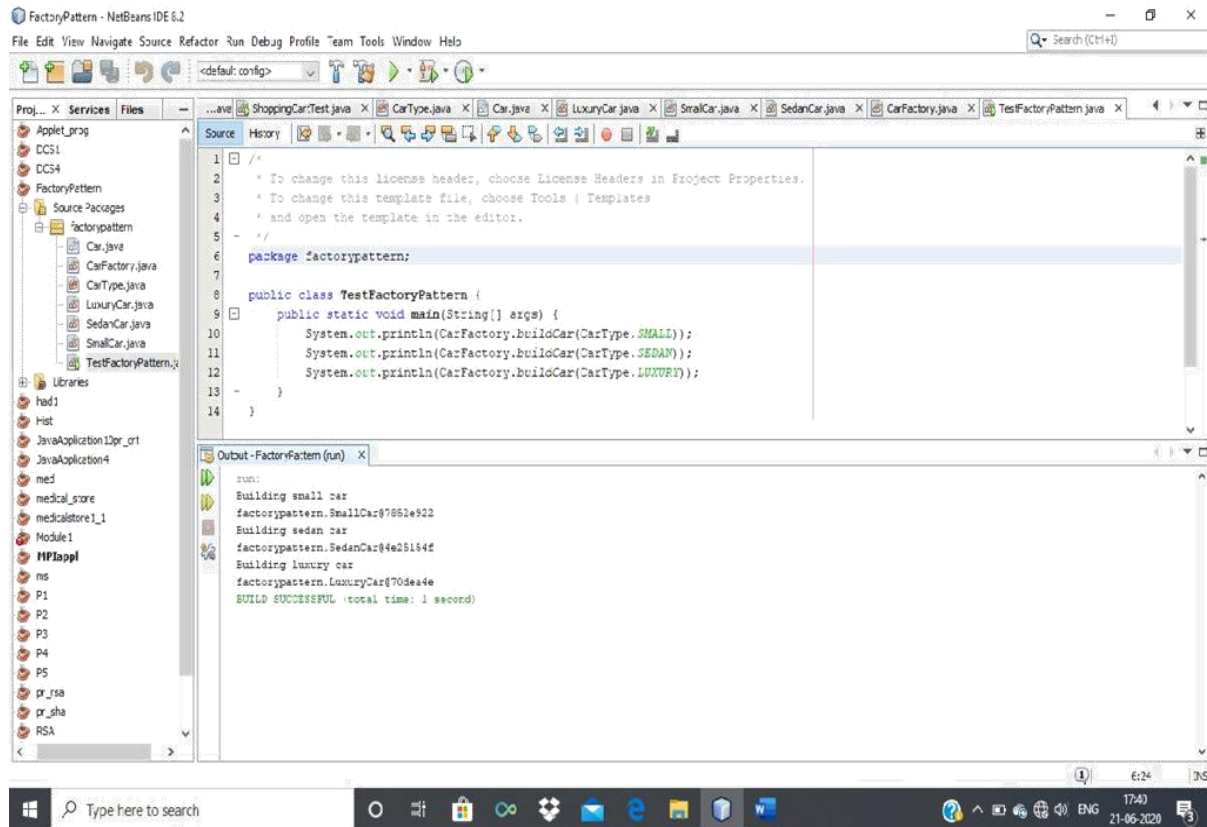 FactoryPattern - NetBeans IDE 8.2
File Edit View Navigate Source Refactor Run Debug Profile Team Tools Window Help
Search (Ctrl+I)
<default config>
Proj... X Services Files
...ava ShoppingCartTest.java X CarType.java X Car.java X LuxuryCar.java X SmallCar.java X SedanCar.java X CarFactory.java X TestFactoryPattern.java X
Source History
Applet_prog
DCS1
DCS4
FactoryPattern
Source Packages
factorypattern
Car.java
CarFactory.java
CarType.java
LuxuryCar.java
SedanCar.java
SmallCar.java
TestFactoryPattern.ja
Libraries
had1
Hist
JavaApplication4
med
medical_store
medicalstore1_1
Module1
MPIappl
ms
P1
P2
P3
P4
P5
pr_rsa
pr_sha
RSA
1 /*
2 * To change this license header, choose License Headers in Project Properties.
3 * To change this template file, choose Tools | Templates
4 * and open the template in the editor.
5 */
6 package factorypattern;
7
8 public class TestFactoryPattern {
9 public static void main(String[] args) {
10 System.out.println(CarFactory.buildCar(CarType.SMALL));
11 System.out.println(CarFactory.buildCar(CarType.SEDAN));
12 System.out.println(CarFactory.buildCar(CarType.LUXURY));
13 }
14 }
Output - FactoryPattern (run) X
run:
Building small car
factorypattern.SmallCar@7852e922
Building sedan car
factorypattern.SedanCar@4e25154f
Building luxury car
factorypattern.LuxuryCar@70dea4e
BUILD SUCCESSFUL (total time: 1 second)
1 6:24 INS
Type here to search
ENG
17:40
21-06-2020
3